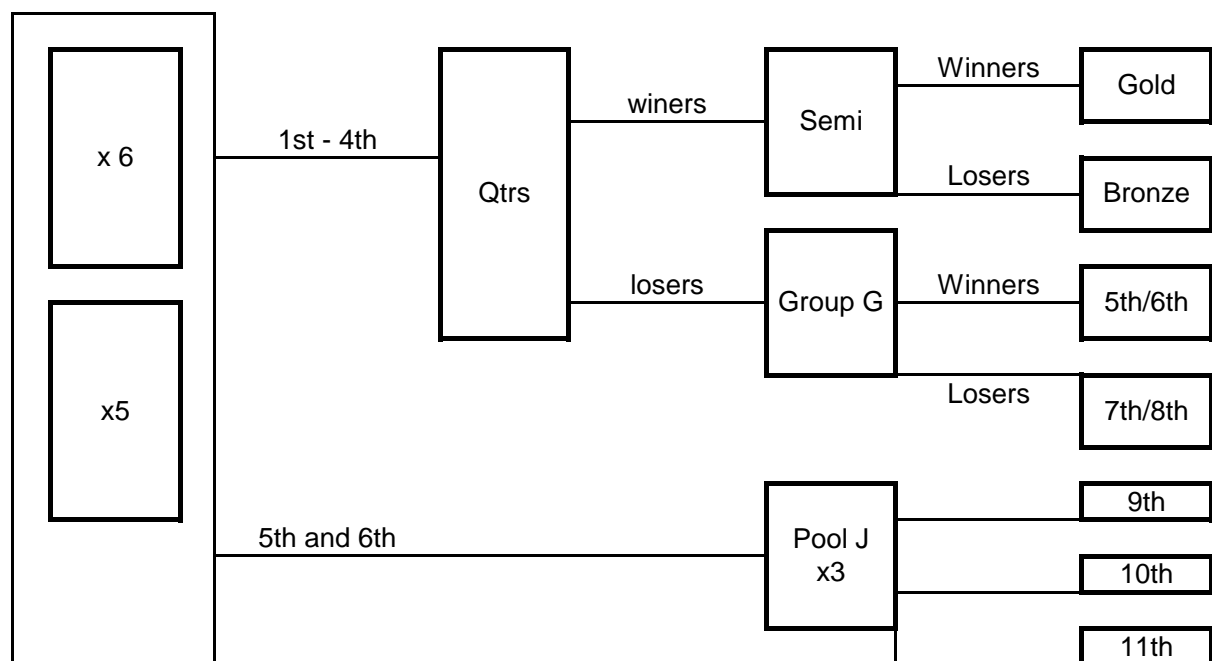 Winners
Gold
winers
Semi
x 6
1st - 4th
Qtrs
Losers
Bronze
losers
Group G
Winners
5th/6th
x5
Losers
7th/8th
9th
5th and 6th
Pool J
x3
10th
11th